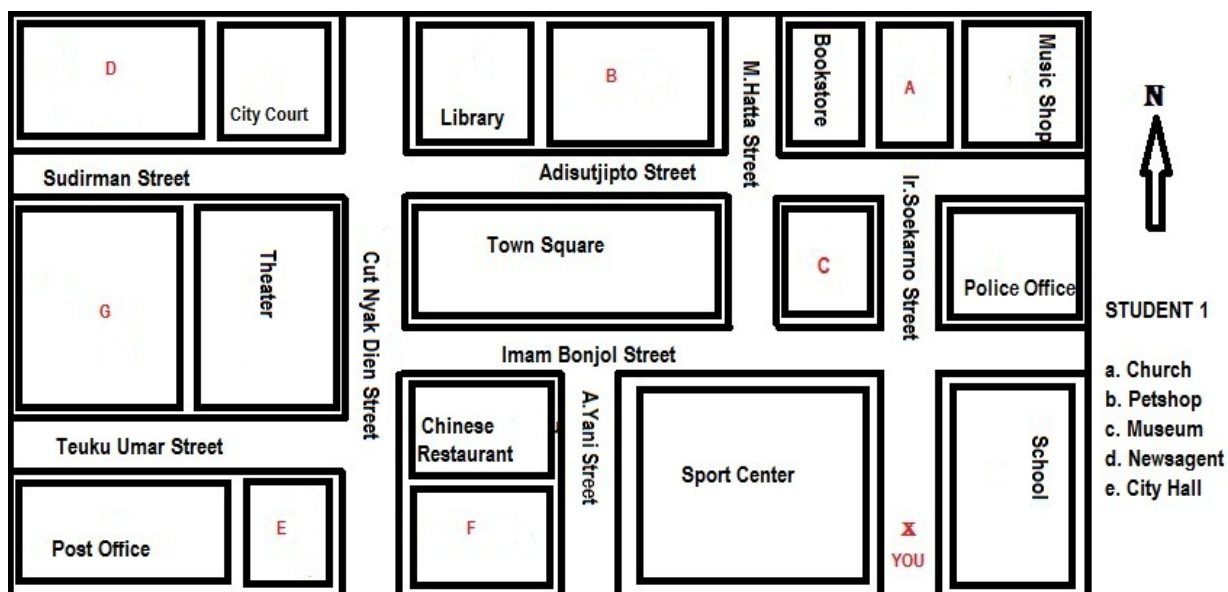 D
City Court
Library
B
M.Hatta Street
Bookstore
A
Music Shop
N
Sudirman Street
Adisutjipto Street
Ir.Soekarno Street
G
Theater
Cut Nyak Dien Street
Town Square
C
Police Office
Imam Bonjol Street
Teuku Umar Street
Chinese
Restaurant
A.Yani Street
Sport Center
School
Post Office
E
F
X
YOU
STUDENT 1
a. Church
b. Petshop
c. Museum
d. Newsagent
e. City Hall